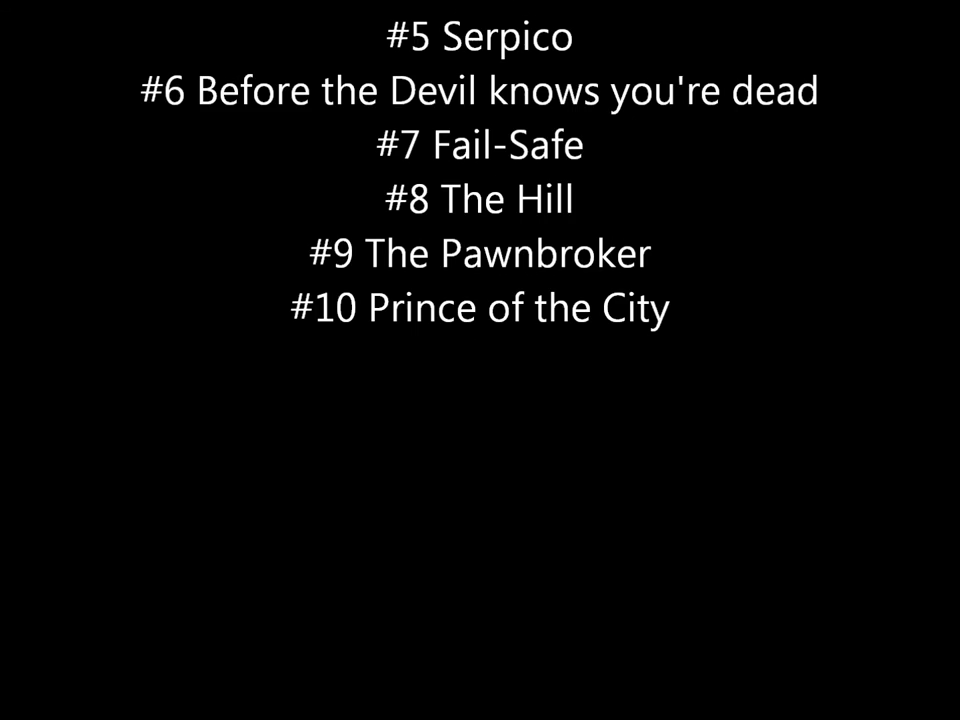 #5 Serpico
#6 Before the Devil knows you're dead
#7 Fail-Safe
#8 The Hill
#9 The Pawnbroker
#10 Prince of the City